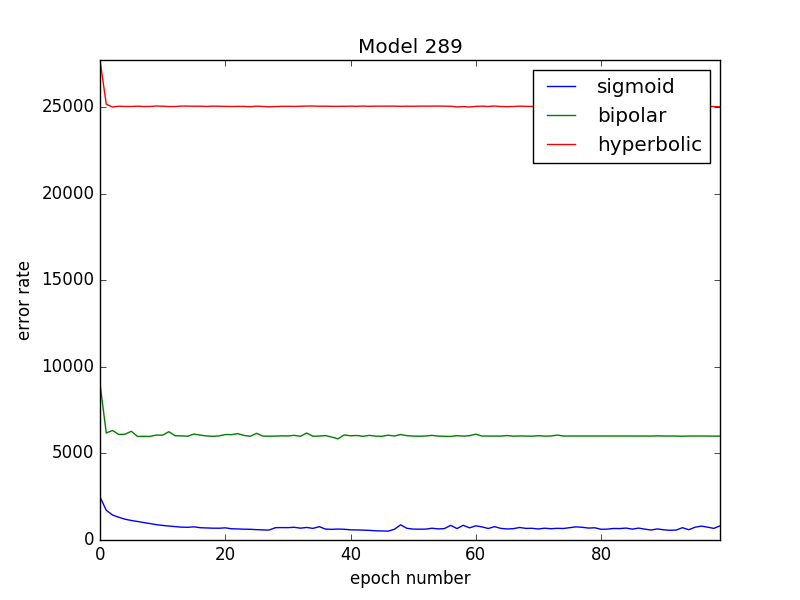 Model 289
sigmoid
bipolar
hyperbolic
error rate
25000
20000
15000
10000
5000
0
0 20 40 60 80
epoch number